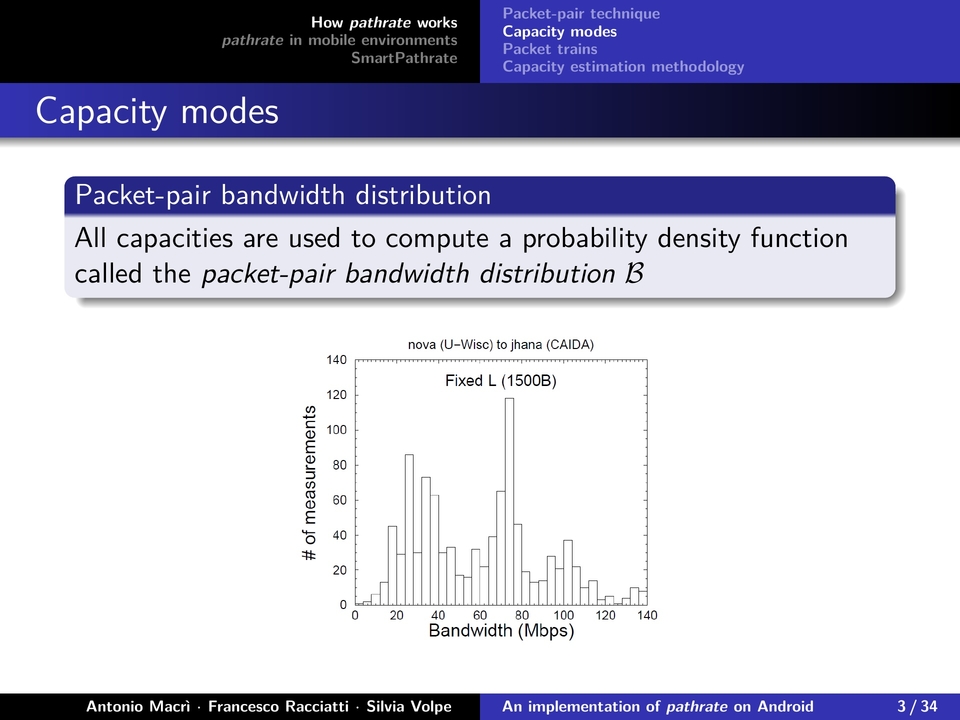 How pathrate works
pathrate in mobile environments
SmartPathrate
Packet-pair technique
Capacity modes
Packet trains
Capacity estimation methodology
Capacity modes
Packet-pair bandwidth distribution
All capacities are used to compute a probability density function
called the packet-pair bandwidth distribution ℬ
nova (U−Wisc) to jhana (CAIDA)
Fixed L (1500B)
# of measurements
140
120
100
80
60
40
20
0
0 20 40 60 80 100 120 140
Bandwidth (Mbps)
Antonio Macrì · Francesco Racciatti · Silvia Volpe
An implementation of pathrate on Android
3 / 34